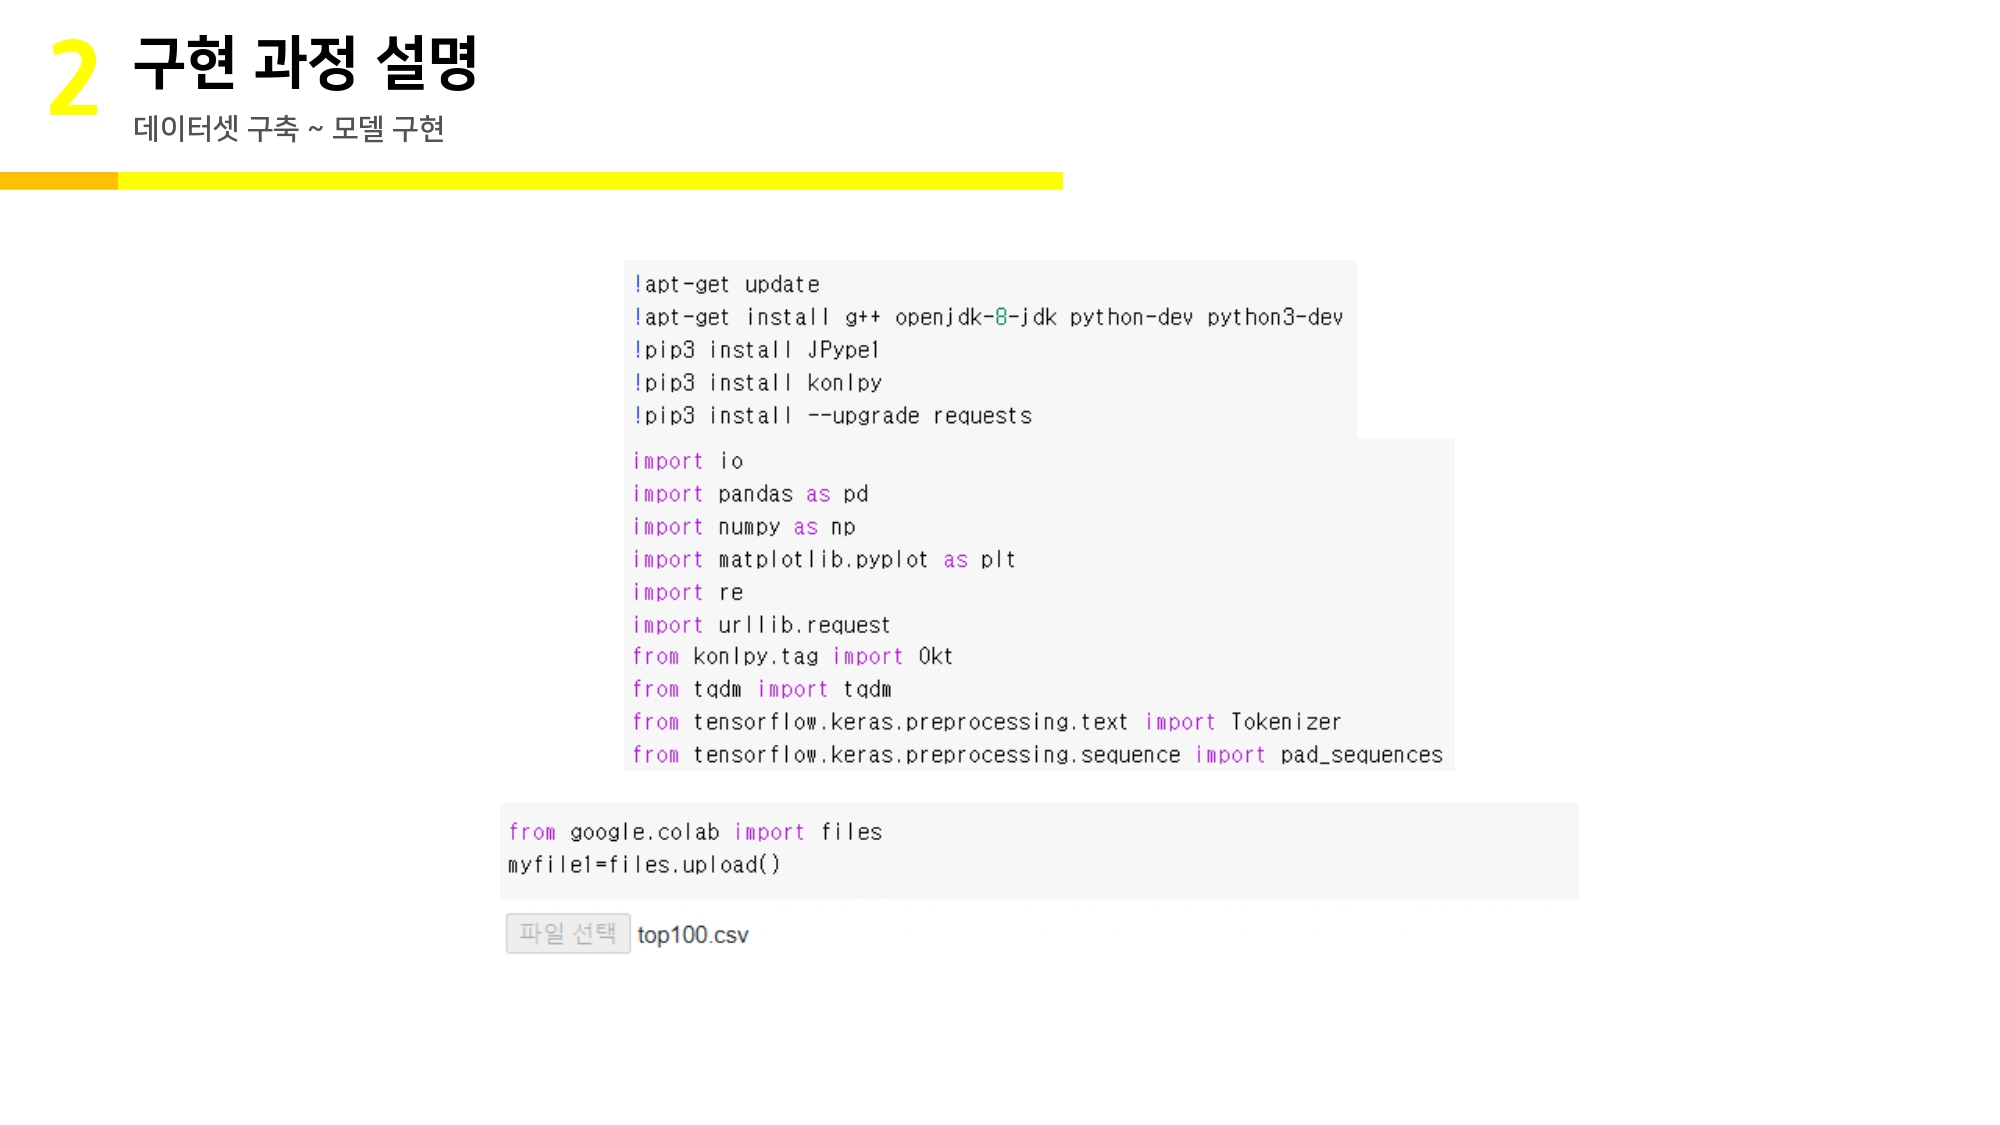 2
구현 과정 설명
데이터셋 구축 ~ 모델 구현
!apt-get update
!apt-get install g++ openjdk-8-jdk python-dev python3-dev
!pip3 install JPype1
!pip3 install konlpy
!pip3 install --upgrade requests
import io
import pandas as pd
import numpy as np
import matplotlib.pyplot as plt
import re
import urllib.request
from konlpy.tag import Okt
from tqdm import tqdm
from tensorflow.keras.preprocessing.text import Tokenizer
from tensorflow.keras.preprocessing.sequence import pad_sequences
from google.colab import files
myfile1=files.upload()
파일 선택 top100.csv